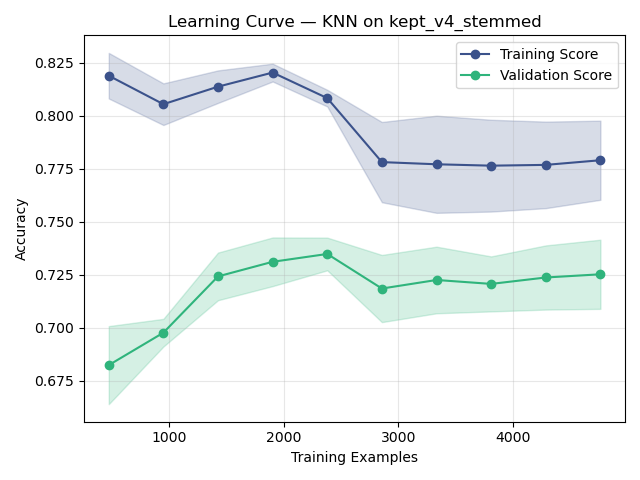 Learning Curve — KNN on kept_v4_stemmed
Training Score
Validation Score
Accuracy
0.825
0.800
0.775
0.750
0.725
0.700
0.675
1000 2000 3000 4000
Training Examples